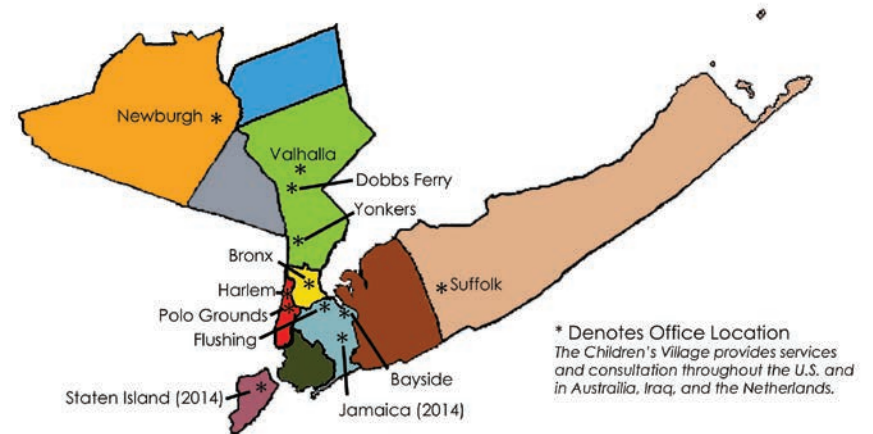 Newburgh *
Valhalla
*
* Dobbs Ferry
Yonkers
*
Bronx
*
Harlem *
Polo Grounds *
Flushing *
*
*
* Suffolk
Bayside
Jamaica (2014)
Staten Island (2014) *
* Denotes Office Location
The Children's Village provides services
and consultation throughout the U.S. and
in Austrailia, Iraq, and the Netherlands.